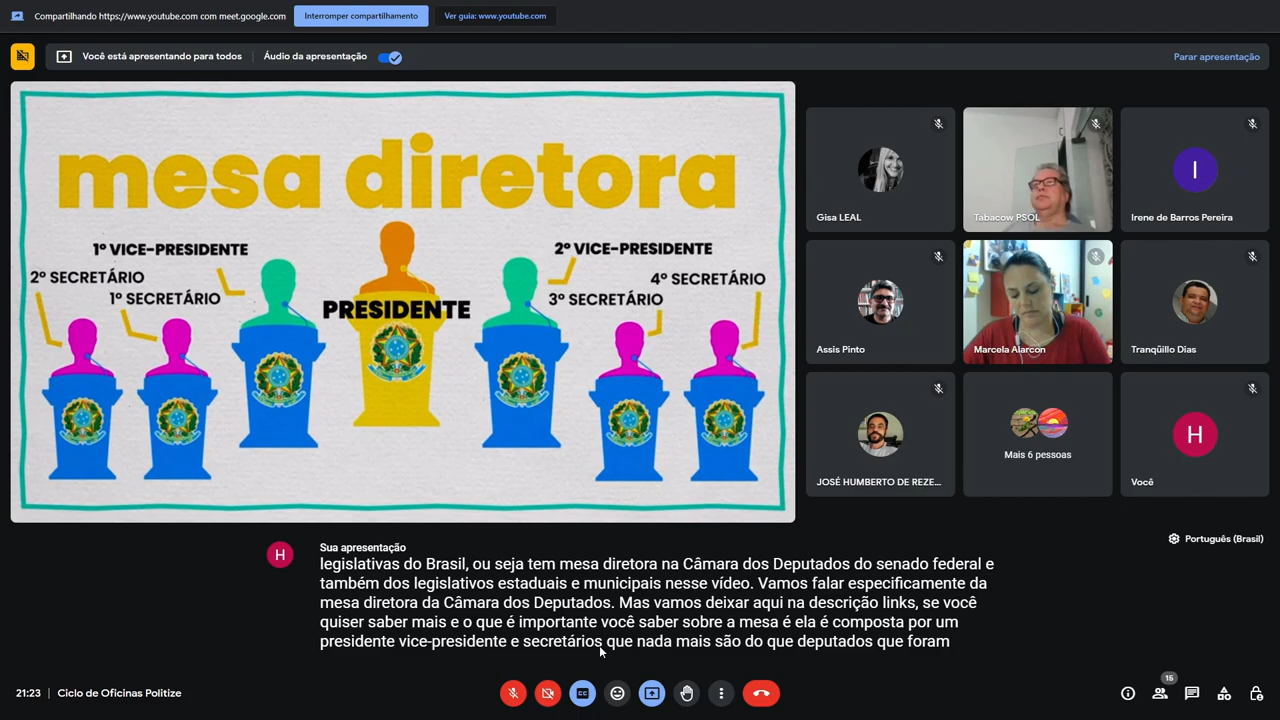 Compartilhando https://www.youtube.com com meet.google.com
Interromper compartilhamento
Ver guia: www.youtube.com
Você está apresentando para todos
Áudio da apresentação
Parar apresentação
mesa diretora
1º VICE-PRESIDENTE
2º VICE-PRESIDENTE
2º SECRETÁRIO
4º SECRETÁRIO
1º SECRETÁRIO
3º SECRETÁRIO
PRESIDENTE
Gisa LEAL
Tabacow PSOL
I
Irene de Barros Pereira
Assis Pinto
Marcela Alarcon
Tranqüillo Dias
JOSÉ HUMBERTO DE REZE...
Mais 6 pessoas
H
Você
Português (Brasil)
H
Sua apresentação
legislativas do Brasil, ou seja tem mesa diretora na Câmara dos Deputados do senado federal e
também dos legislativos estaduais e municipais nesse vídeo. Vamos falar especificamente da
mesa diretora da Câmara dos Deputados. Mas vamos deixar aqui na descrição links, se você
quiser saber mais e o que é importante você saber sobre a mesa é ela é composta por um
presidente vice-presidente e secretários que nada mais são do que deputados que foram
21:23
Ciclo de Oficinas Politize
CC
15